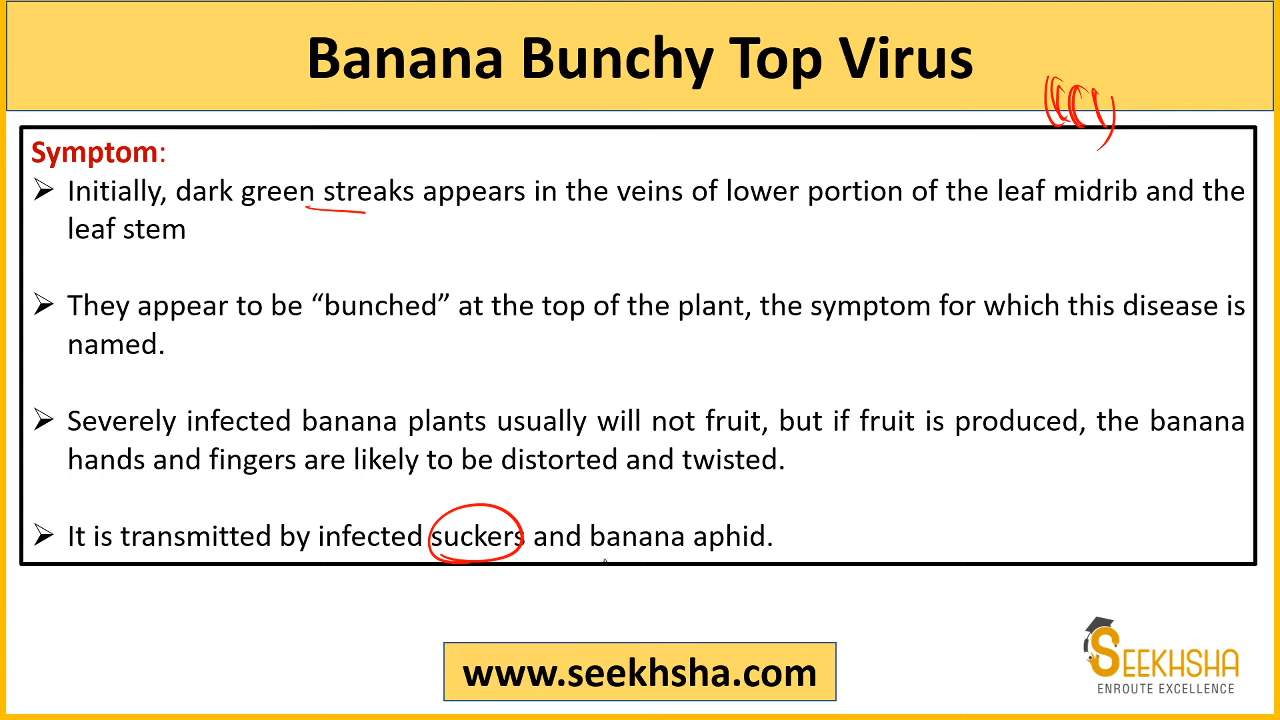 Banana Bunchy Top Virus
Symptom:
➢ Initially, dark green streaks appears in the veins of lower portion of the leaf midrib and the
leaf stem
➢ They appear to be “bunched” at the top of the plant, the symptom for which this disease is
named.
➢ Severely infected banana plants usually will not fruit, but if fruit is produced, the banana
hands and fingers are likely to be distorted and twisted.
➢ It is transmitted by infected suckers and banana aphid.
www.seekhsha.com
SEEKHSHA
ENROUTE EXCELLENCE